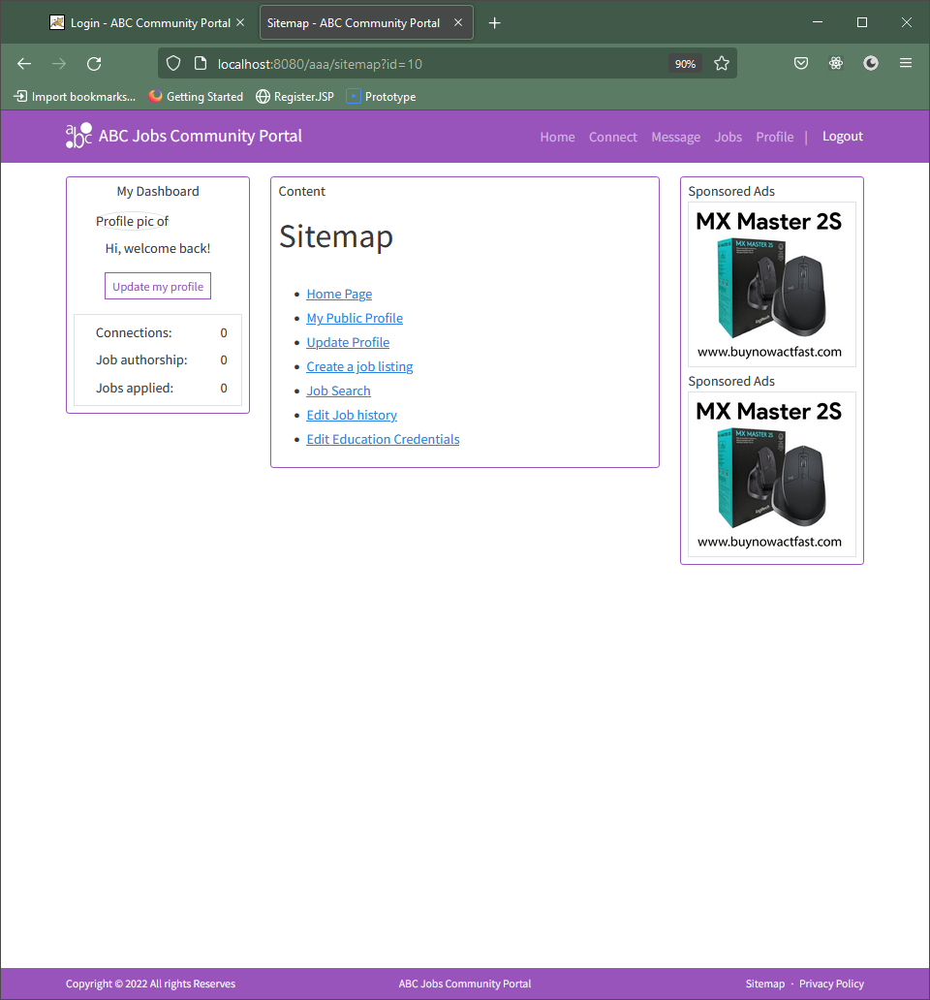 Login - ABC Community Portal
Sitemap - ABC Community Portal
localhost:8080/aaa/sitemap?id=10
90%
Import bookmarks...
Getting Started
RegisterJSP
Prototype
abc
ABC Jobs Community Portal
Home
Connect
Message
Jobs
Profile
|
Logout
My Dashboard
Profile pic of
Hi, welcome back!
Update my profile
Connections: 0
Job authorship: 0
Jobs applied: 0
Content
Sitemap
Home Page
My Public Profile
Update Profile
Create a job listing
Job Search
Edit Job history
Edit Education Credentials
Sponsored Ads
MX Master 2S
MX MASTER 2S
logitech
www.buynowactfast.com
Sponsored Ads
MX Master 2S
MX MASTER 2S
logitech
www.buynowactfast.com
Copyright © 2022 All rights Reserves
ABC Jobs Community Portal
Sitemap · Privacy Policy